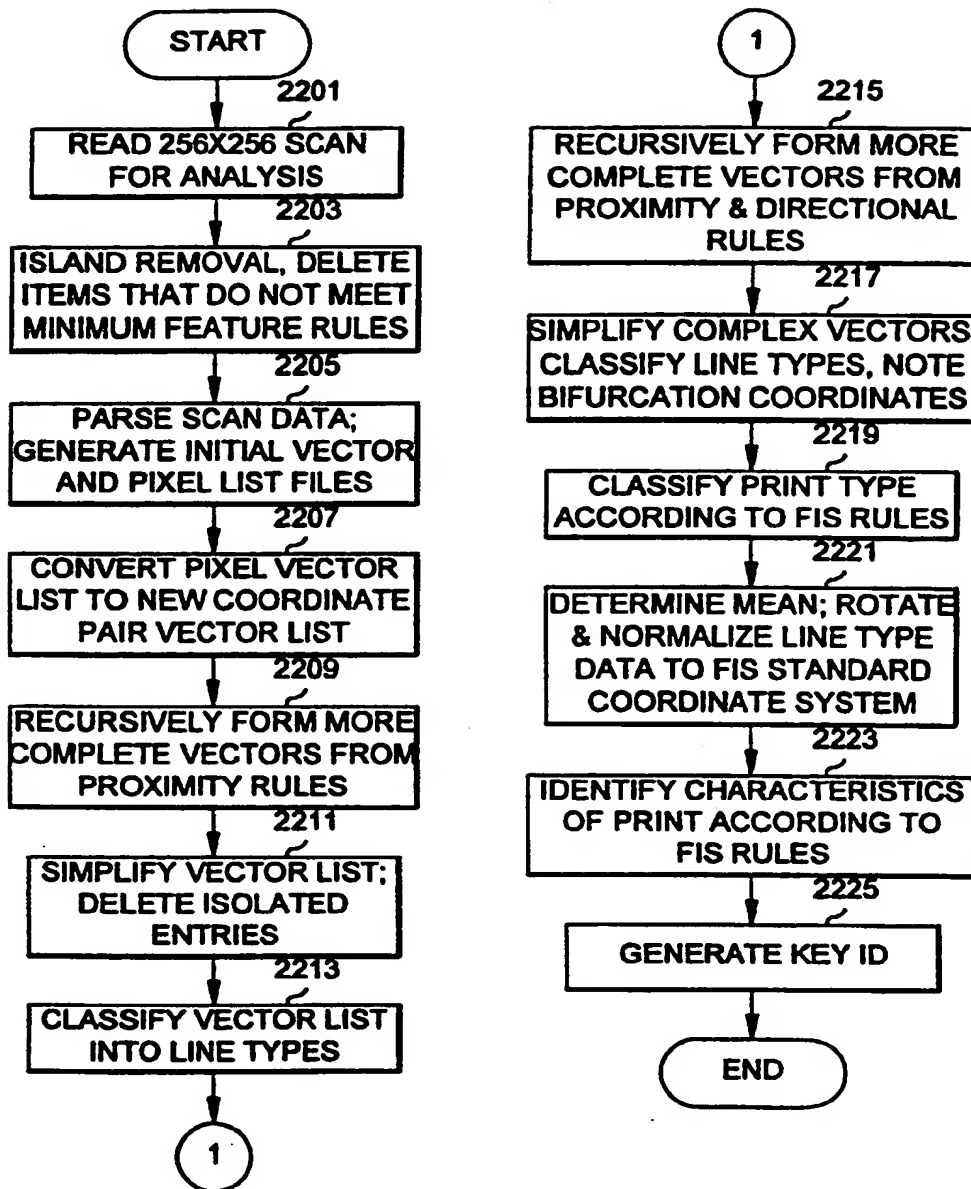 START
2201
READ 256X256 SCAN
FOR ANALYSIS
2203
ISLAND REMOVAL, DELETE
ITEMS THAT DO NOT MEET
MINIMUM FEATURE RULES
2205
PARSE SCAN DATA;
GENERATE INITIAL VECTOR
AND PIXEL LIST FILES
2207
CONVERT PIXEL VECTOR
LIST TO NEW COORDINATE
PAIR VECTOR LIST
2209
RECURSIVELY FORM MORE
COMPLETE VECTORS FROM
PROXIMITY RULES
2211
SIMPLIFY VECTOR LIST;
DELETE ISOLATED
ENTRIES
2213
CLASSIFY VECTOR LIST
INTO LINE TYPES
1
1
2215
RECURSIVELY FORM MORE
COMPLETE VECTORS FROM
PROXIMITY & DIRECTIONAL
RULES
2217
SIMPLIFY COMPLEX VECTORS
CLASSIFY LINE TYPES, NOTE
BIFURCATION COORDINATES
2219
CLASSIFY PRINT TYPE
ACCORDING TO FIS RULES
2221
DETERMINE MEAN; ROTATE
& NORMALIZE LINE TYPE
DATA TO FIS STANDARD
COORDINATE SYSTEM
2223
IDENTIFY CHARACTERISTICS
OF PRINT ACCORDING TO
FIS RULES
2225
GENERATE KEY ID
END